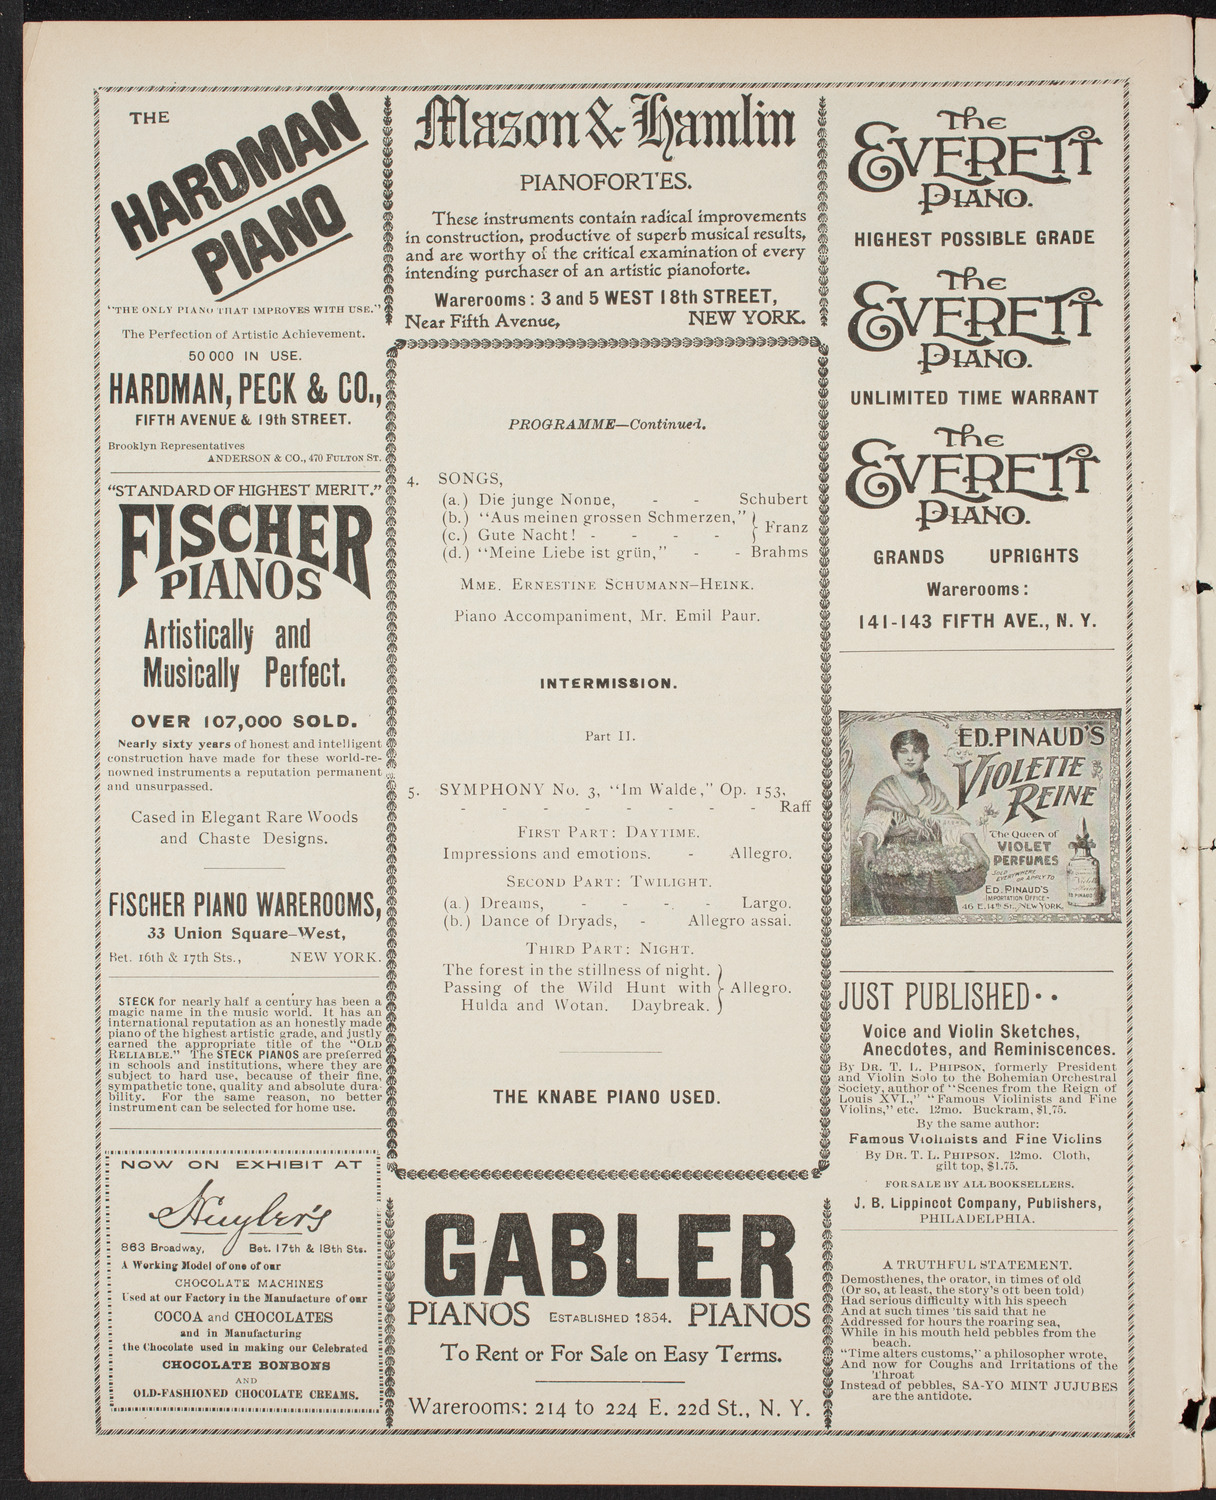 THE
HARDMAN
PIANO
"THE ONLY PIANO THAT IMPROVES WITH USE."
The Perfection of Artistic Achievement.
50 000 IN USE.
HARDMAN, PECK & CO.,
FIFTH AVENUE & 19th STREET.
Brooklyn Representatives
ANDERSON & CO., 470 FULTON ST.
"STANDARD OF HIGHEST MERIT."
FISCHER
PIANOS
Artistically and
Musically Perfect.
OVER 107,000 SOLD.
Nearly sixty years of honest and intelligent
construction have made for these world-re-
nowned instruments a reputation permanent
and unsurpassed.
Cased in Elegant Rare Woods
and Chaste Designs.
FISCHER PIANO WAREROOMS,
33 Union Square–West,
Bet. 16th & 17th Sts., NEW YORK.
STECK for nearly half a century has been a
magic name in the music world. It has an
international reputation as an honestly made
piano of the highest artistic grade, and justly
earned the appropriate title of the "OLD
RELIABLE." The STECK PIANOS are preferred
in schools and institutions, where they are
subject to hard use, because of their fine,
sympathetic tone, quality and absolute dura-
bility. For the same reason, no better
instrument can be selected for home use.
NOW ON EXHIBIT AT
Huyler's
863 Broadway, Bet. 17th & 18th Sts.
A Working Model of one of our
CHOCOLATE MACHINES
Used at our Factory in the Manufacture of our
COCOA and CHOCOLATES
and in Manufacturing
the Chocolate used in making our Celebrated
CHOCOLATE BONBONS
AND
OLD-FASHIONED CHOCOLATE CREAMS.
Mason & Hamlin
PIANOFORTES.
These instruments contain radical improvements
in construction, productive of superb musical results,
and are worthy of the critical examination of every
intending purchaser of an artistic pianoforte.
Warerooms: 3 and 5 WEST 18th STREET,
Near Fifth Avenue, NEW YORK.
PROGRAMME—Continued.
4. SONGS,
(a.) Die junge Nonne, - - Schubert
(b.) "Aus meinen grossen Schmerzen,"
(c.) Gute Nacht! - - - - } Franz
(d.) "Meine Liebe ist grün," - - Brahms
MME. ERNESTINE SCHUMANN–HEINK.
Piano Accompaniment, Mr. Emil Paur.
INTERMISSION.
Part II.
5. SYMPHONY No. 3, "Im Walde," Op. 153,
- - - - - - - - Raff
FIRST PART: DAYTIME.
Impressions and emotions. - Allegro.
SECOND PART: TWILIGHT.
(a.) Dreams, - - - - Largo.
(b.) Dance of Dryads, - Allegro assai.
THIRD PART: NIGHT.
The forest in the stillness of night.
Passing of the Wild Hunt with } Allegro.
Hulda and Wotan. Daybreak.
THE KNABE PIANO USED.
GABLER
PIANOS ESTABLISHED 1854. PIANOS
To Rent or For Sale on Easy Terms.
Warerooms: 214 to 224 E. 22d St., N. Y.
The
EVERETT
PIANO.
HIGHEST POSSIBLE GRADE
The
EVERETT
PIANO.
UNLIMITED TIME WARRANT
The
EVERETT
PIANO.
GRANDS UPRIGHTS
Warerooms:
141-143 FIFTH AVE., N. Y.
ED. PINAUD'S
VIOLETTE
REINE
The Queen of
VIOLET
PERFUMES
SOLD
EVERYWHERE
OR APPLY TO
ED. PINAUD'S
IMPORTATION OFFICE-
46 E. 14th St., NEW YORK.
JUST PUBLISHED··
Voice and Violin Sketches,
Anecdotes, and Reminiscences.
By DR. T. L. PHIPSON, formerly President
and Violin Solo to the Bohemian Orchestral
Society, author of "Scenes from the Reign of
Louis XVI.," "Famous Violinists and Fine
Violins," etc. 12mo. Buckram, $1.75.
By the same author:
Famous Violinists and Fine Violins
By DR. T. L. PHIPSON. 12mo. Cloth,
gilt top, $1.75.
FOR SALE BY ALL BOOKSELLERS.
J. B. Lippincot Company, Publishers,
PHILADELPHIA.
A TRUTHFUL STATEMENT.
Demosthenes, the orator, in times of old
(Or so, at least, the story's oft been told)
Had serious difficulty with his speech
And at such times 'tis said that he
Addressed for hours the roaring sea,
While in his mouth held pebbles from the
beach.
"Time alters customs," a philosopher wrote,
And now for Coughs and Irritations of the
Throat
Instead of pebbles, SA-YO MINT JUJUBES
are the antidote.